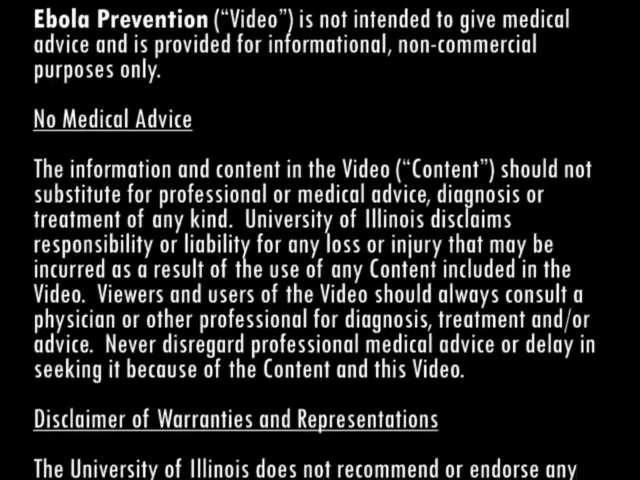 Ebola Prevention (“Video”) is not intended to give medical
advice and is provided for informational, non-commercial
purposes only.
No Medical Advice
The information and content in the Video (“Content”) should not
substitute for professional or medical advice, diagnosis or
treatment of any kind.  University of Illinois disclaims
responsibility or liability for any loss or injury that may be
incurred as a result of the use of any Content included in the
Video.  Viewers and users of the Video should always consult a
physician or other professional for diagnosis, treatment and/or
advice.  Never disregard professional medical advice or delay in
seeking it because of the Content and this Video.
Disclaimer of Warranties and Representations
The University of Illinois does not recommend or endorse any